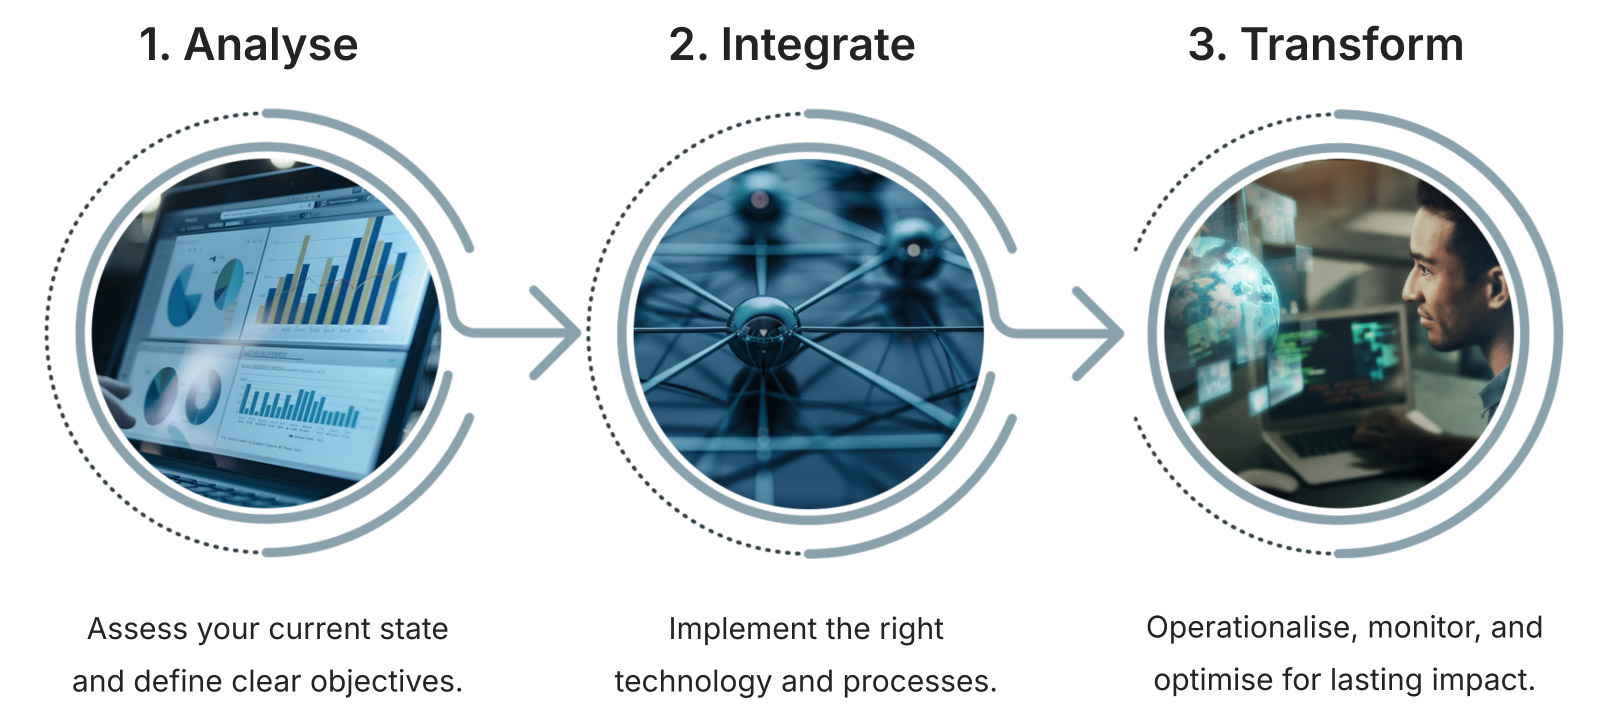 1. Analyse
2. Integrate
3. Transform
Assess your current state
and define clear objectives.
Implement the right
technology and processes.
Operationalise, monitor, and
optimise for lasting impact.